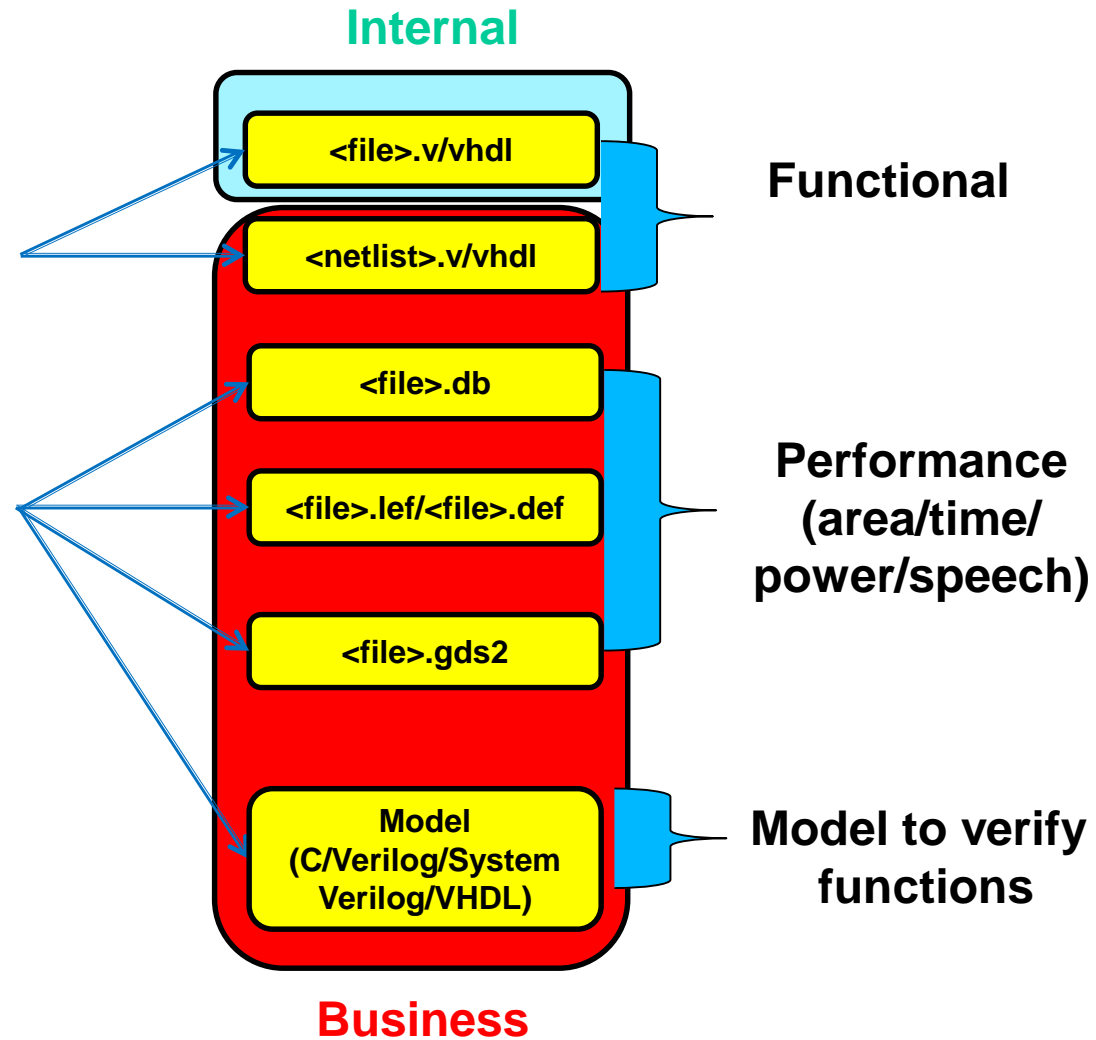 Internal
<file>.v/vhdl
Functional
<netlist>.v/vhdl
<file>.db
<file>.lef/<file>.def
Performance
(area/time/
power/speech)
<file>.gds2
Model
(C/Verilog/System
Verilog/VHDL)
Model to verify
functions
Business